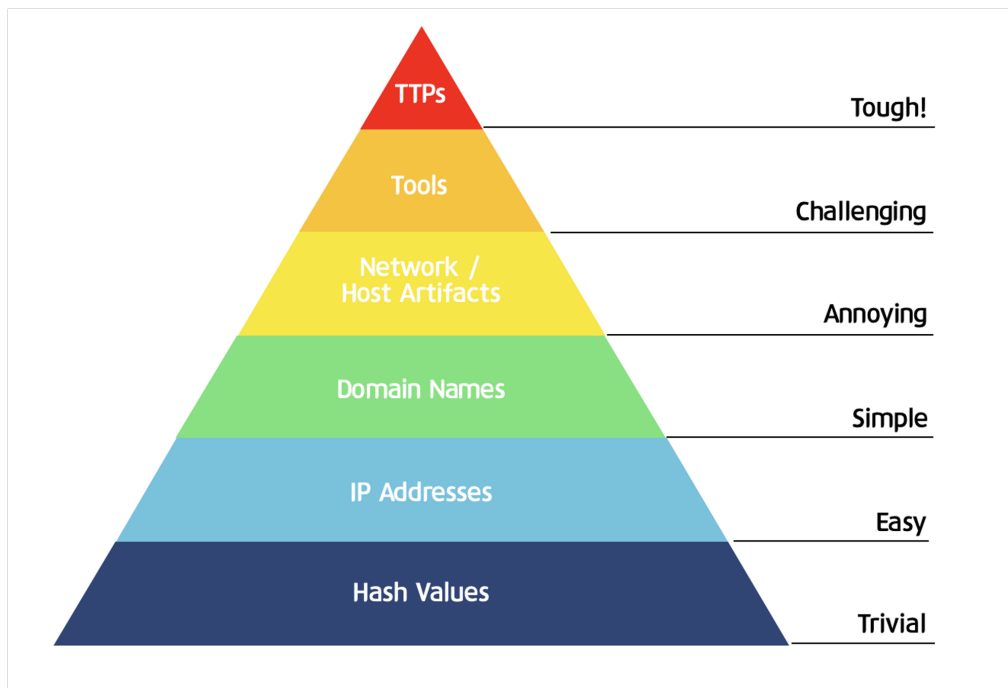 TTPs
Tough!
Tools
Challenging
Network /
Host Artifacts
Annoying
Domain Names
Simple
IP Addresses
Easy
Hash Values
Trivial